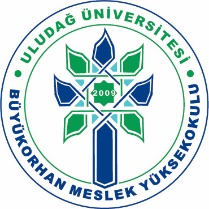 ULUDAĞ ÜNİVERSİTESİ
2009
BÜYÜKORHAN MESLEK YÜKSEKOKULU